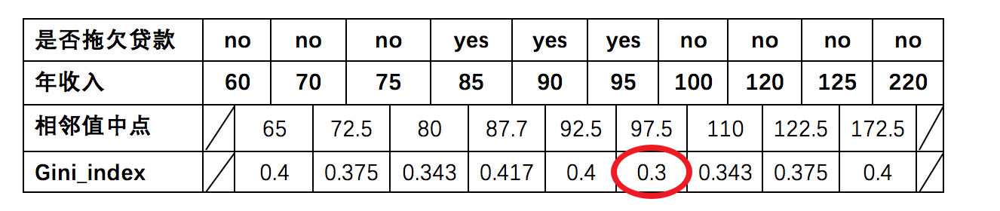 是否拖欠贷款 no no no yes yes yes no no no no
年收入 60 70 75 85 90 95 100 120 125 220
相邻值中点 65 72.5 80 87.7 92.5 97.5 110 122.5 172.5
Gini_index 0.4 0.375 0.343 0.417 0.4 0.3 0.343 0.375 0.4